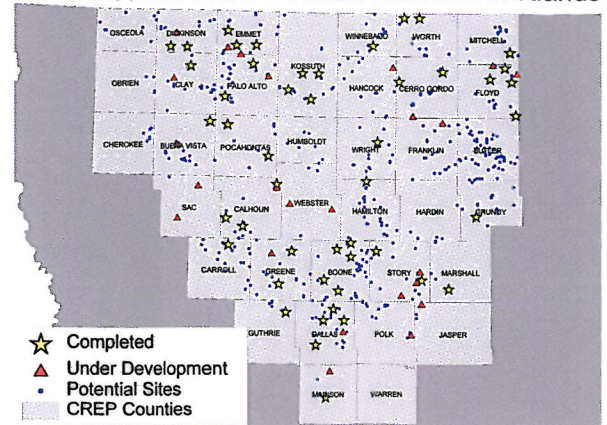 OSCEOLA DICKINSON EMMET WINNEBAGO WORTH MITCHELL
KOSSUTH
OBRIEN CLAY PALO ALTO HANCOCK CERRO GORDO FLOYD
CHEROKEE BUENA VISTA POCAHONTAS HUMBOLDT WRIGHT FRANKLIN BUTLER
SAC CALHOUN WEBSTER HAMILTON HARDIN GRUNDY
CARROLL GREENE BOONE STORY MARSHALL
GUTHRIE DALLAS POLK JASPER
MADISON WARREN
Completed
Under Development
Potential Sites
CREP Counties